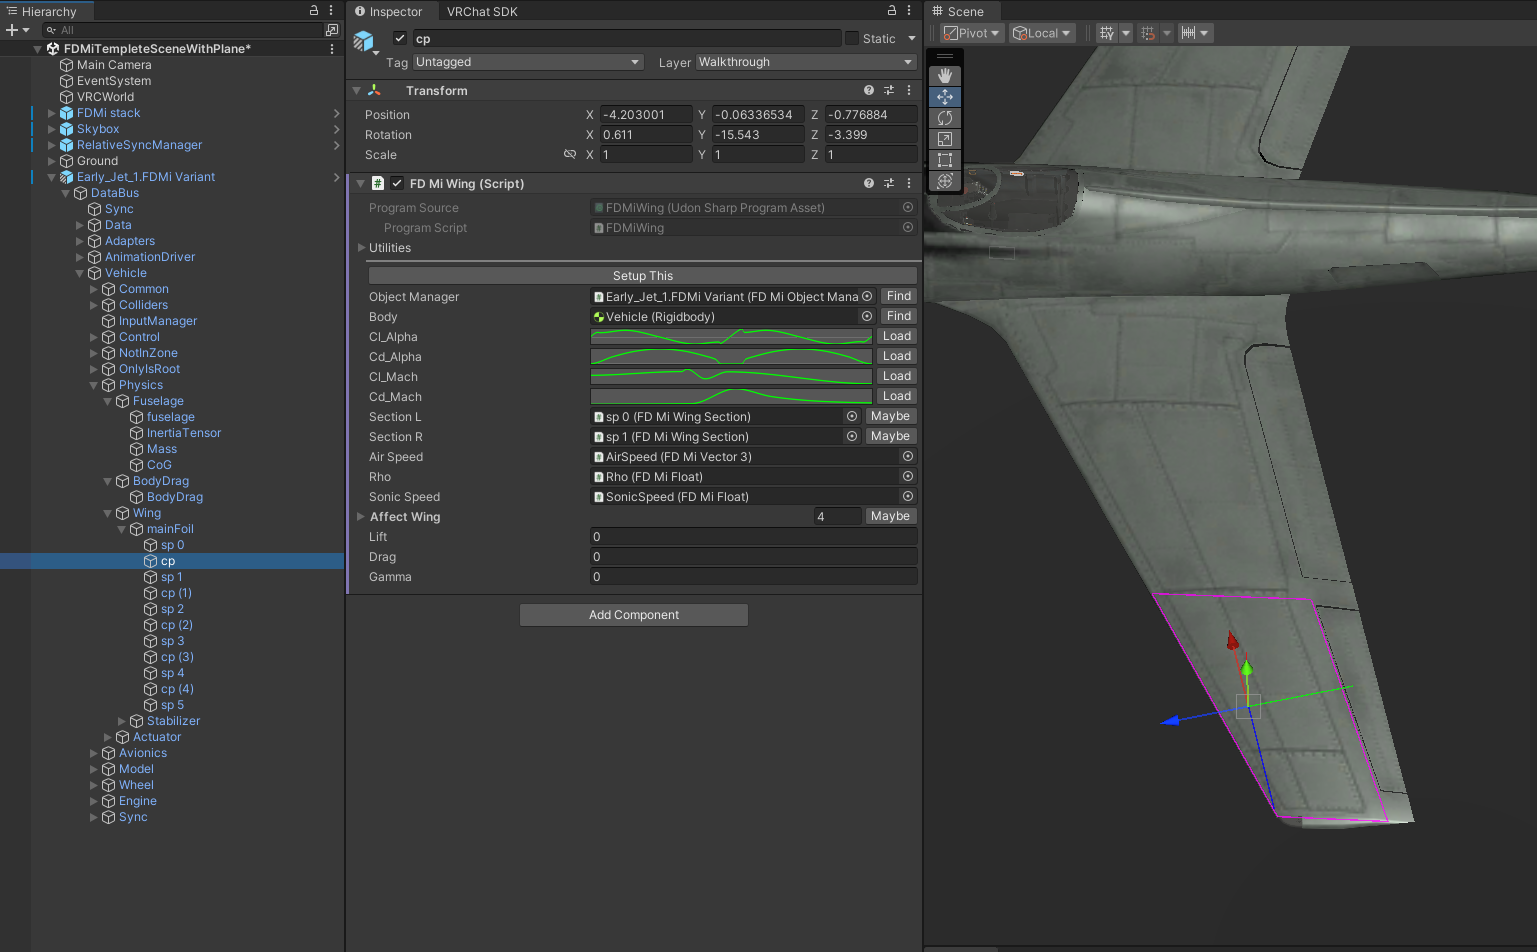 Hierarchy
All
FDMiTempleteSceneWithPlane*
Main Camera
EventSystem
VRCWorld
FDMi stack
Skybox
RelativeSyncManager
Ground
Early_Jet_1.FDMi Variant
DataBus
Sync
Data
Adapters
AnimationDriver
Vehicle
Common
Colliders
InputManager
Control
NotInZone
OnlyIsRoot
Physics
Fuselage
fuselage
InertiaTensor
Mass
CoG
BodyDrag
BodyDrag
Wing
mainFoil
sp 0
cp
sp 1
cp (1)
sp 2
cp (2)
sp 3
cp (3)
sp 4
cp (4)
sp 5
Stabilizer
Actuator
Avionics
Model
Wheel
Engine
Sync
Inspector VRChat SDK
cp Static
Tag Untagged Layer Walkthrough
Transform
Position X -4.203001 Y -0.06336534 Z -0.776884
Rotation X 0.611 Y -15.543 Z -3.399
Scale X 1 Y 1 Z 1
# FD Mi Wing (Script)
Program Source FDMiWing (Udon Sharp Program Asset)
Program Script FDMiWing
Utilities
Setup This
Object Manager Early_Jet_1.FDMi Variant (FD Mi Object Mana Find
Body Vehicle (Rigidbody) Find
Cl_Alpha Load
Cd_Alpha Load
Cl_Mach Load
Cd_Mach Load
Section L sp 0 (FD Mi Wing Section) Maybe
Section R sp 1 (FD Mi Wing Section) Maybe
Air Speed AirSpeed (FD Mi Vector 3)
Rho Rho (FD Mi Float)
Sonic Speed SonicSpeed (FD Mi Float)
Affect Wing 4 Maybe
Lift 0
Drag 0
Gamma 0
Add Component
Scene
Pivot Local